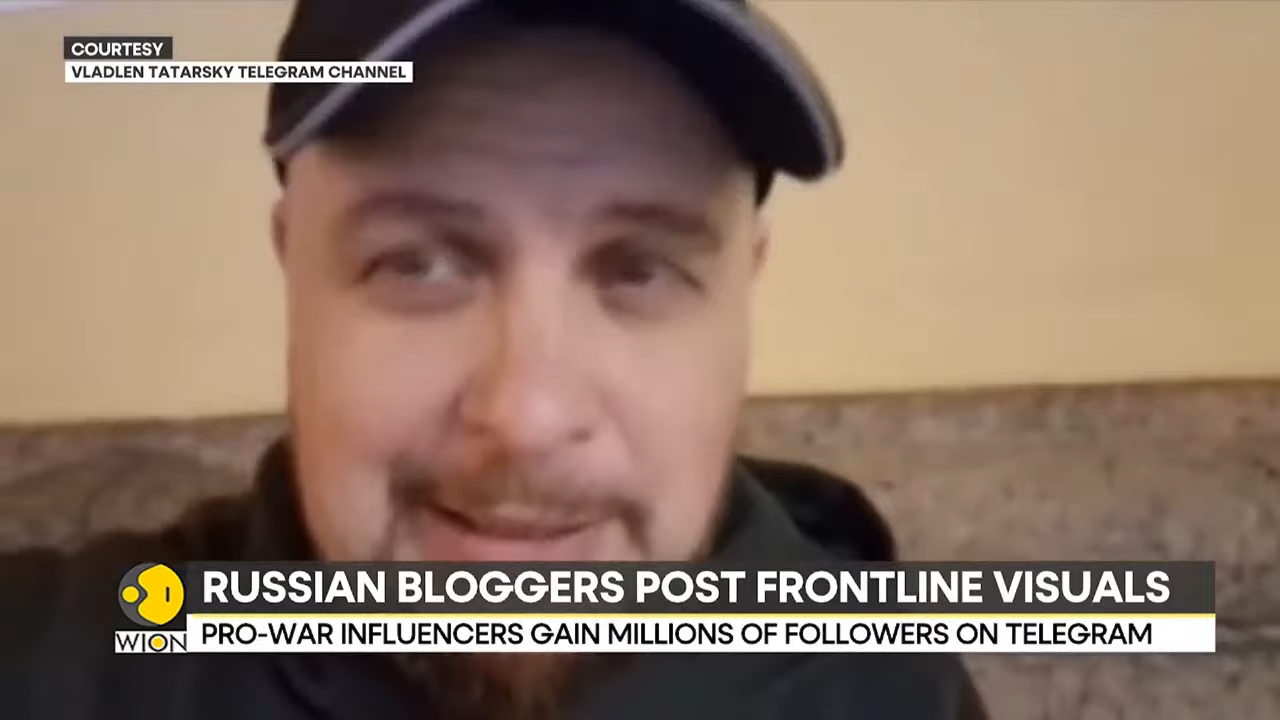 COURTESY
VLADLEN TATARSKY TELEGRAM CHANNEL
RUSSIAN BLOGGERS POST FRONTLINE VISUALS
WION
PRO-WAR INFLUENCERS GAIN MILLIONS OF FOLLOWERS ON TELEGRAM